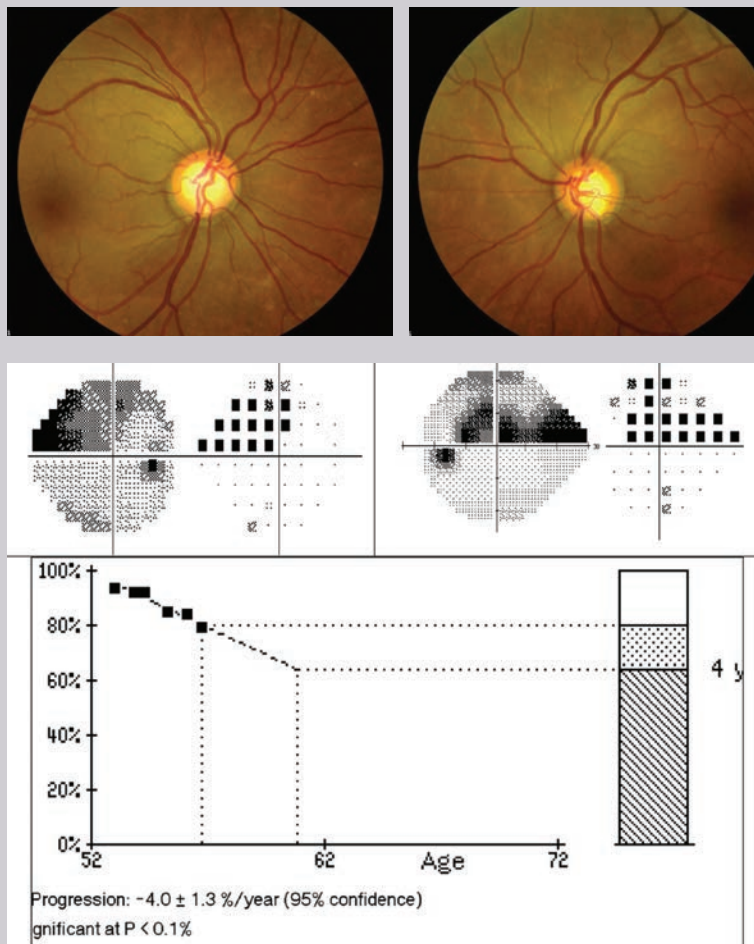 100%
80%
4 y
60%
40%
20%
0%
52
62
Age
72
Progression: -4.0 ± 1.3 %/year (95% confidence)
gnificant at P < 0.1%